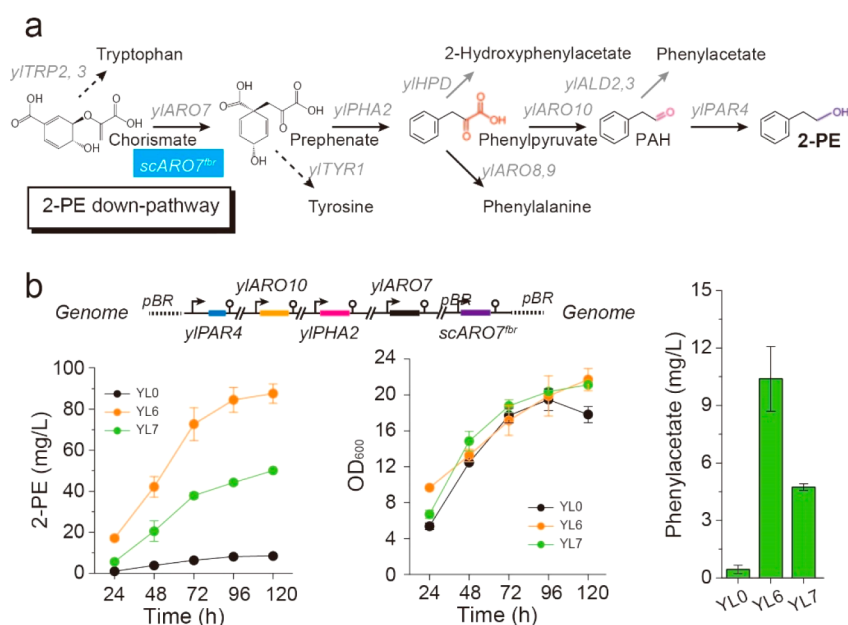 a
Tryptophan
ylTRP2, 3
ylARO7
Chorismate
scARO7fbr
2-PE down-pathway
CO2H
OH
O
CO2H
ylPHA2
Prephenate
ylTYR1
Tyrosine
2-Hydroxyphenylacetate
ylHPD
ylARO10
Phenylpyruvate
ylARO8,9
Phenylalanine
Phenylacetate
ylALD2,3
PAH
ylPAR4
OH
2-PE
b
ylARO10
ylARO7
Genome
pBR
pBR
pBR
Genome
ylPAR4
ylPHA2
scARO7fbr
2-PE (mg/L)
100
80
60
40
20
0
YL0
YL6
YL7
24 48 72 96 120
Time (h)
OD600
24
20
16
12
8
4
0
YL0
YL6
YL7
24 48 72 96 120
Time (h)
Phenylacetate (mg/L)
15
12
9
6
3
0
YL0 YL6 YL7